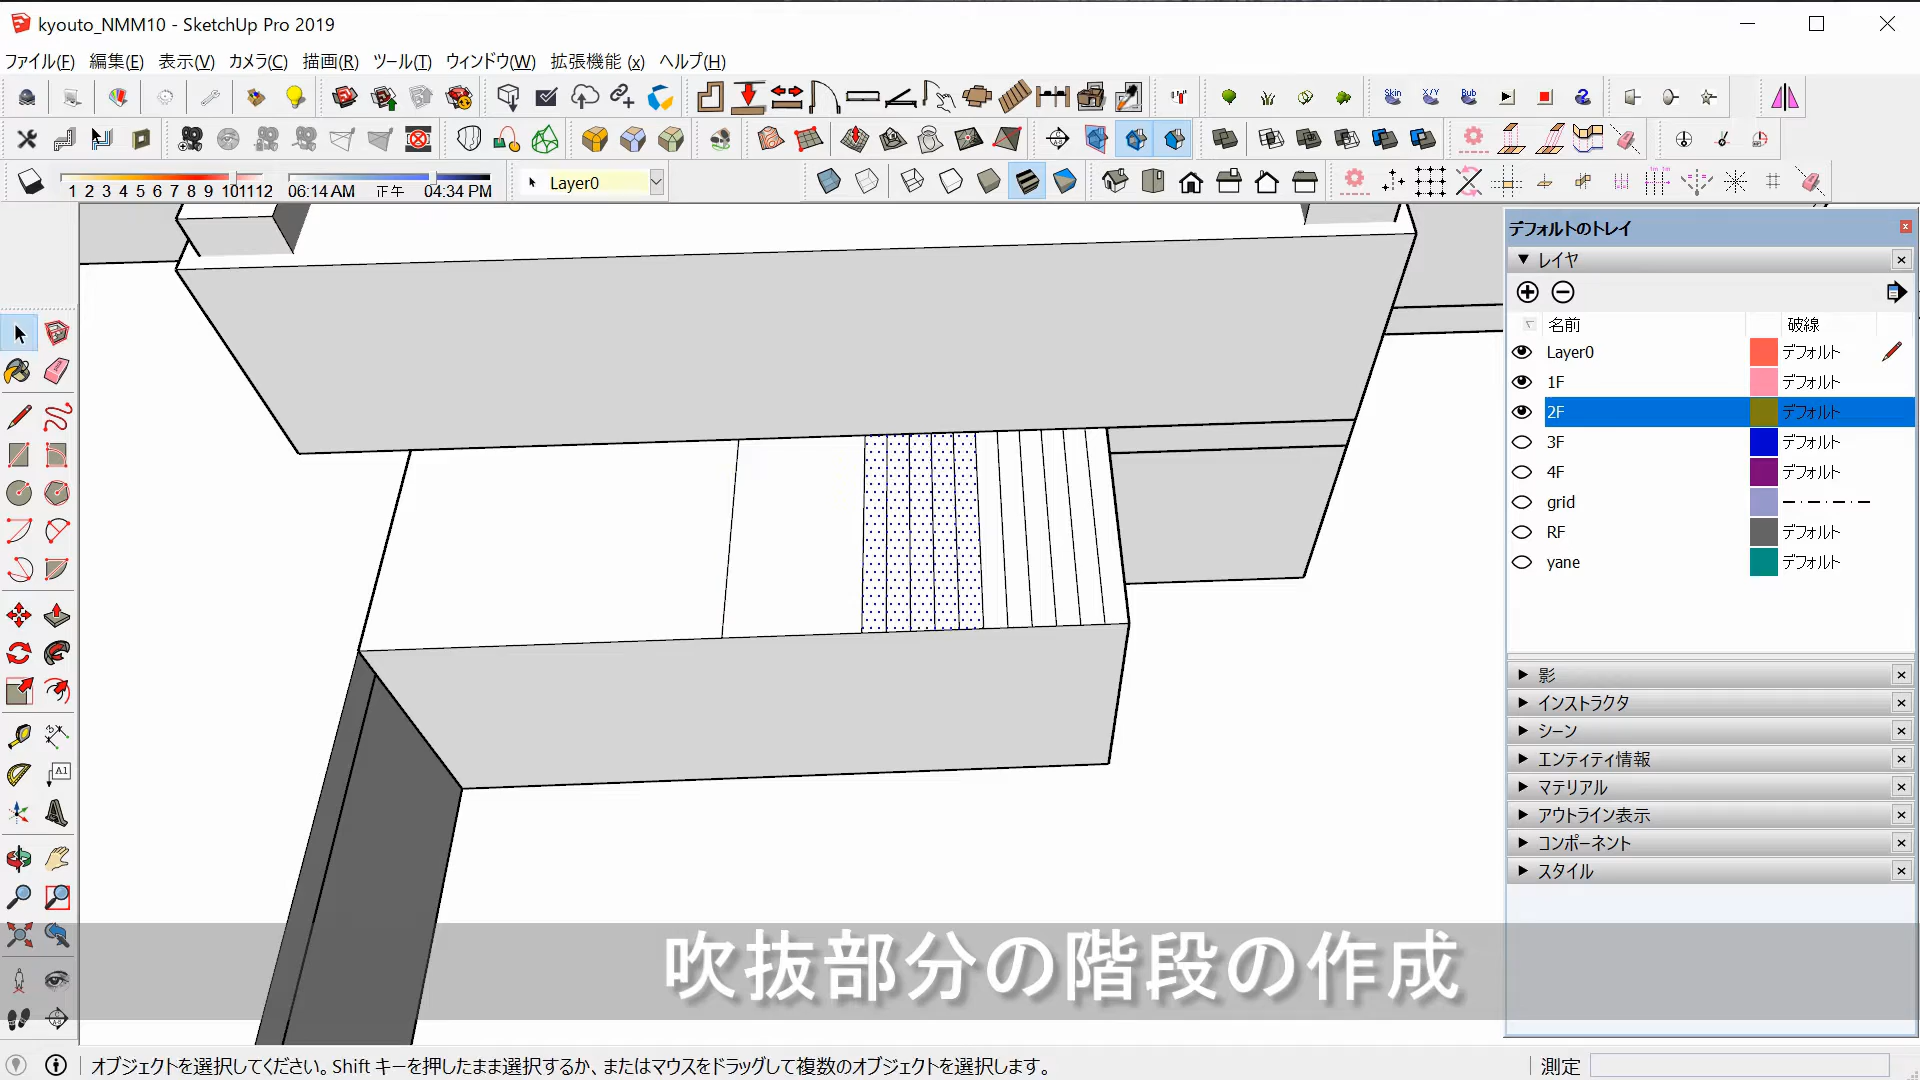 kyouto_NMM10 - SketchUp Pro 2019
ファイル(F) 編集(E) 表示(V) カメラ(C) 描画(R) ツール(T) ウィンドウ(W) 拡張機能 (x) ヘルプ(H)
Skin X/Y Bub
1 2 3 4 5 6 7 8 9 101112 06:14 AM 正午 04:34 PM Layer0
デフォルトのトレイ
レイヤ
名前 破線
Layer0 デフォルト
1F デフォルト
2F デフォルト
3F デフォルト
4F デフォルト
grid
RF デフォルト
yane デフォルト
影
インストラクタ
シーン
エンティティ情報
マテリアル
アウトライン表示
コンポーネント
スタイル
A1
吹抜部分の階段の作成
オブジェクトを選択してください。Shift キーを押したまま選択するか、またはマウスをドラッグして複数のオブジェクトを選択します。
測定